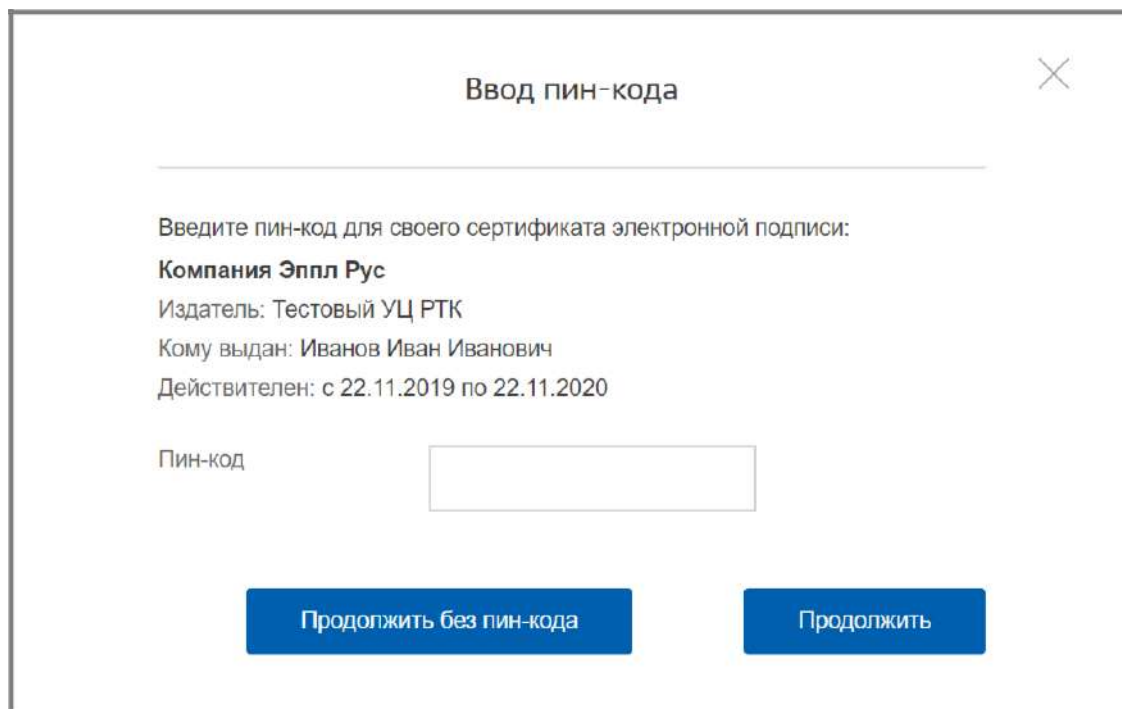 Ввод пин-кода
Введите пин-код для своего сертификата электронной подписи:
Компания Эппл Рус
Издатель: Тестовый УЦ РТК
Кому выдан: Иванов Иван Иванович
Действителен: с 22.11.2019 по 22.11.2020
Пин-код
Продолжить без пин-кода Продолжить